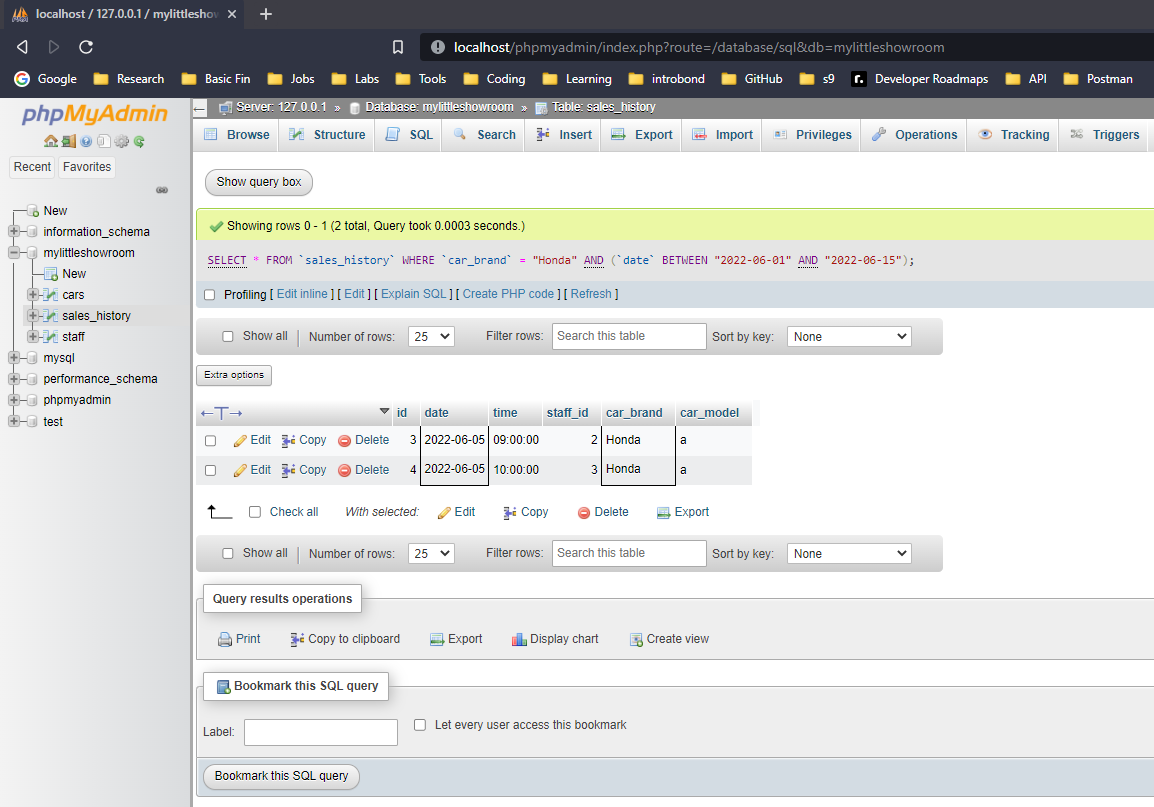 localhost / 127.0.0.1 / mylittleshow
localhost/phpmyadmin/index.php?route=/database/sql&db=mylittleshowroom
Google Research Basic Fin Jobs Labs Tools Coding Learning introbond GitHub s9 r. Developer Roadmaps API Postman
phpMyAdmin
Recent Favorites
New
information_schema
mylittleshowroom
New
cars
sales_history
staff
mysql
performance_schema
phpmyadmin
test
Server: 127.0.0.1 » Database: mylittleshowroom » Table: sales_history
Browse Structure SQL Search Insert Export Import Privileges Operations Tracking Triggers
Show query box
Showing rows 0 - 1 (2 total, Query took 0.0003 seconds.)
SELECT * FROM `sales_history` WHERE `car_brand` = "Honda" AND (`date` BETWEEN "2022-06-01" AND "2022-06-15");
Profiling [ Edit inline ] [ Edit ] [ Explain SQL ] [ Create PHP code ] [ Refresh ]
Show all Number of rows: 25 Filter rows: Search this table Sort by key: None
Extra options
←T→ id date time staff_id car_brand car_model
Edit Copy Delete 3 2022-06-05 09:00:00 2 Honda a
Edit Copy Delete 4 2022-06-05 10:00:00 3 Honda a
Check all With selected: Edit Copy Delete Export
Show all Number of rows: 25 Filter rows: Search this table Sort by key: None
Query results operations
Print Copy to clipboard Export Display chart Create view
Bookmark this SQL query
Label: Let every user access this bookmark
Bookmark this SQL query